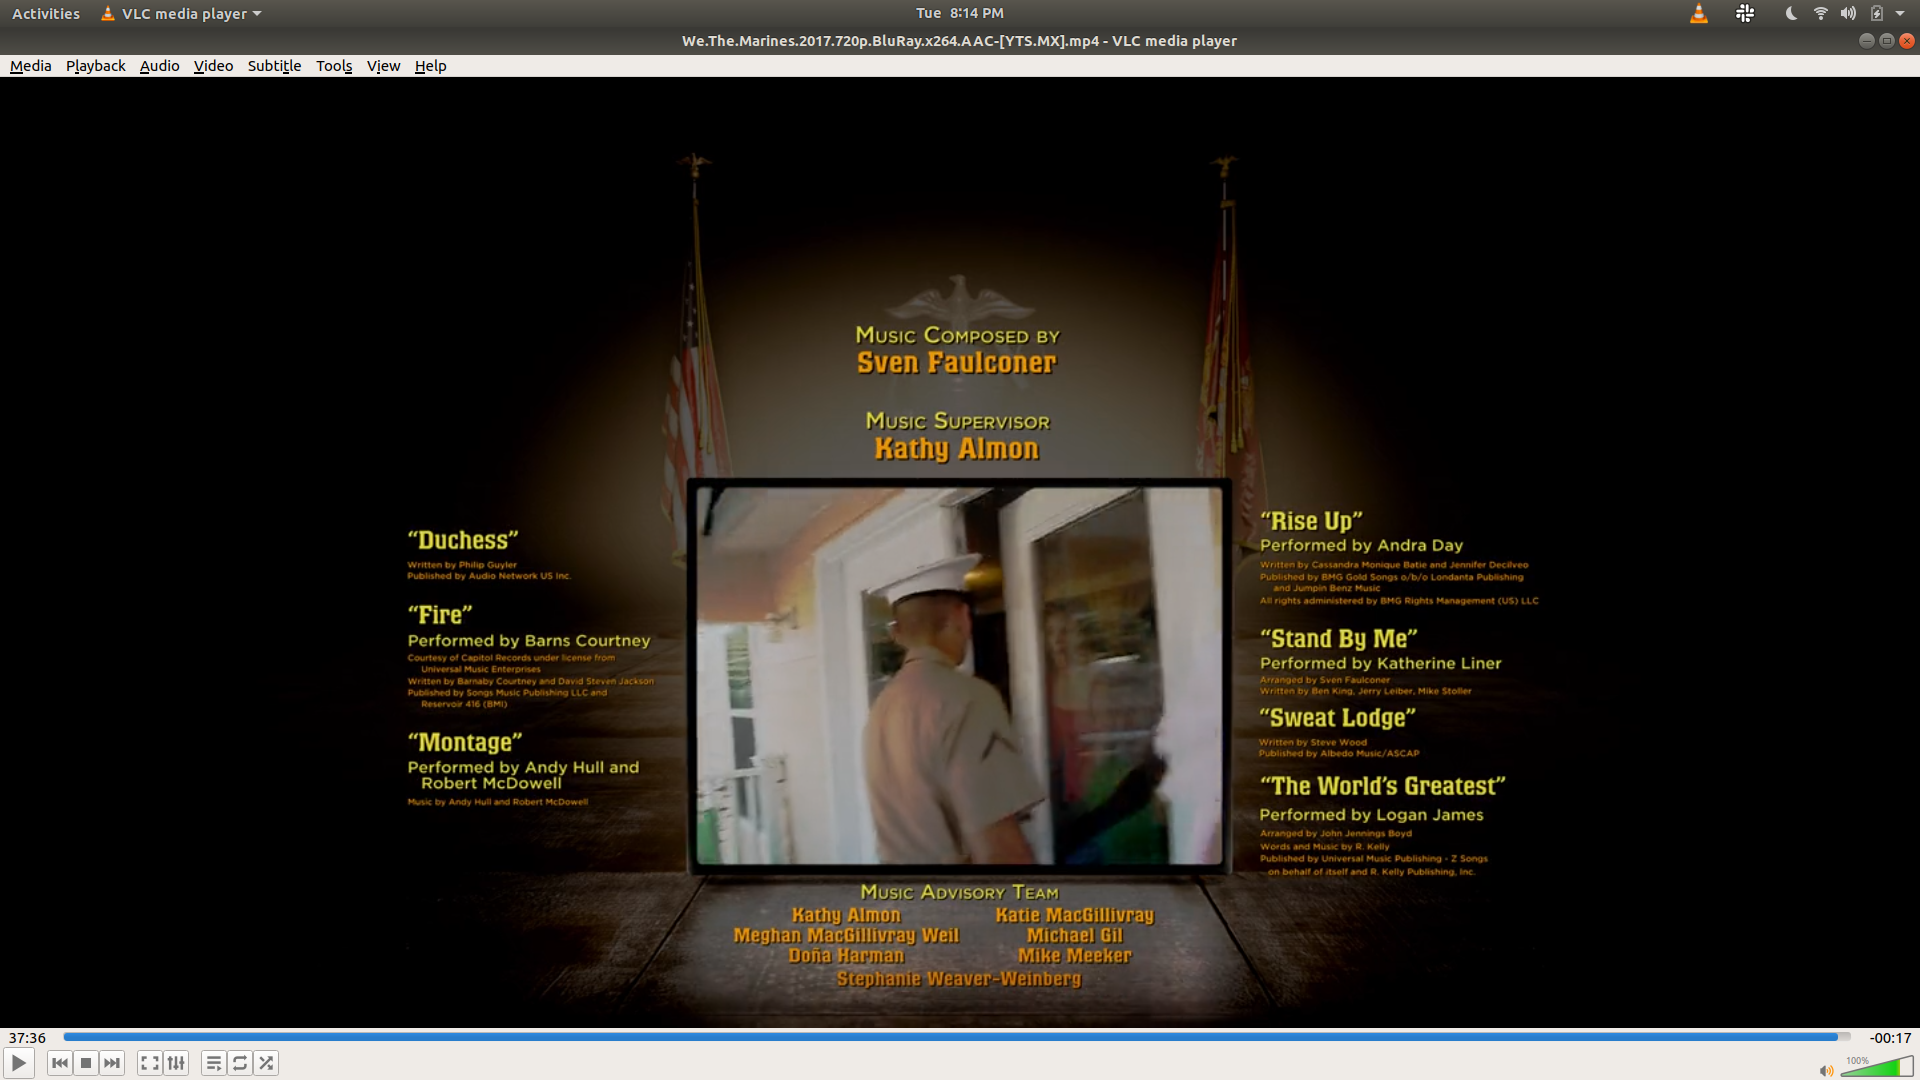 Activities VLC media player Tue 8:14 PM
We.The.Marines.2017.720p.BluRay.x264.AAC-[YTS.MX].mp4 - VLC media player
Media Playback Audio Video Subtitle Tools View Help
Music Composed by
Sven Faulconer
Music Supervisor
Kathy Almon
“Duchess”
Written by Philip Guyler
Published by Audio Network US Inc.
“Fire”
Performed by Barns Courtney
Courtesy of Capitol Records under license from
Universal Music Enterprises
Written by Barnaby Courtney and David Steven Jackson
Published by Songs Music Publishing LLC and
Reservoir 416 (BMI)
“Montage”
Performed by Andy Hull and
Robert McDowell
Music by Andy Hull and Robert McDowell
“Rise Up”
Performed by Andra Day
Written by Cassandra Monique Batie and Jennifer Decilveo
Published by BMG Gold Songs o/b/o Londanta Publishing
and Jumpin Benz Music
All rights administered by BMG Rights Management (US) LLC
“Stand By Me”
Performed by Katherine Liner
Arranged by Sven Faulconer
Written by Ben King, Jerry Leiber, Mike Stoller
“Sweat Lodge”
Written by Steve Wood
Published by Albedo Music/ASCAP
“The World’s Greatest”
Performed by Logan James
Arranged by John Jennings Boyd
Words and Music by R. Kelly
Published by Universal Music Publishing - Z Songs
on behalf of itself and R. Kelly Publishing, Inc.
Music Advisory Team
Kathy Almon Katie MacGillivray
Meghan MacGillivray Weil Michael Gil
Doña Harman Mike Meeker
Stephanie Weaver-Weinberg
37:36 -00:17
100%